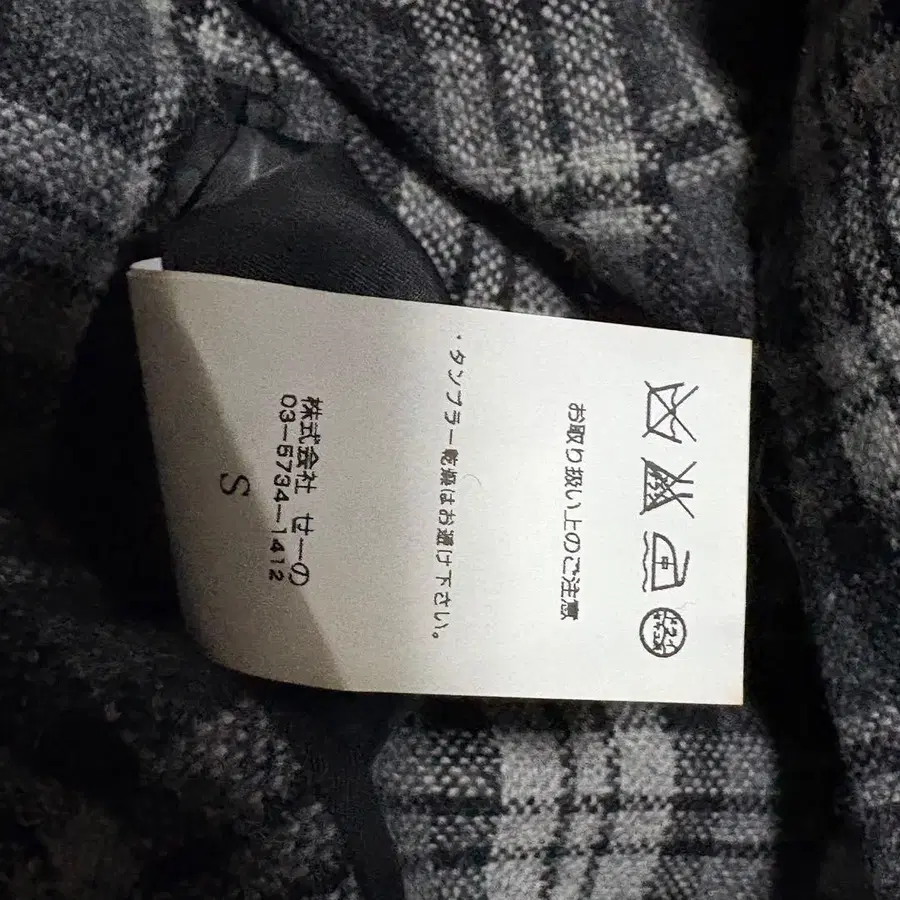 お取り扱い上のご注意
・タンブラー乾燥はお避け下さい。
株式会社 せーの
03-5734-1412
S